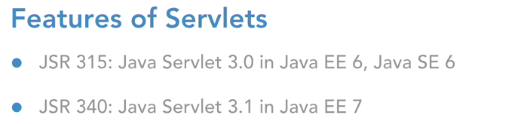 Features of Servlets
JSR 315: Java Servlet 3.0 in Java EE 6, Java SE 6
JSR 340: Java Servlet 3.1 in Java EE 7